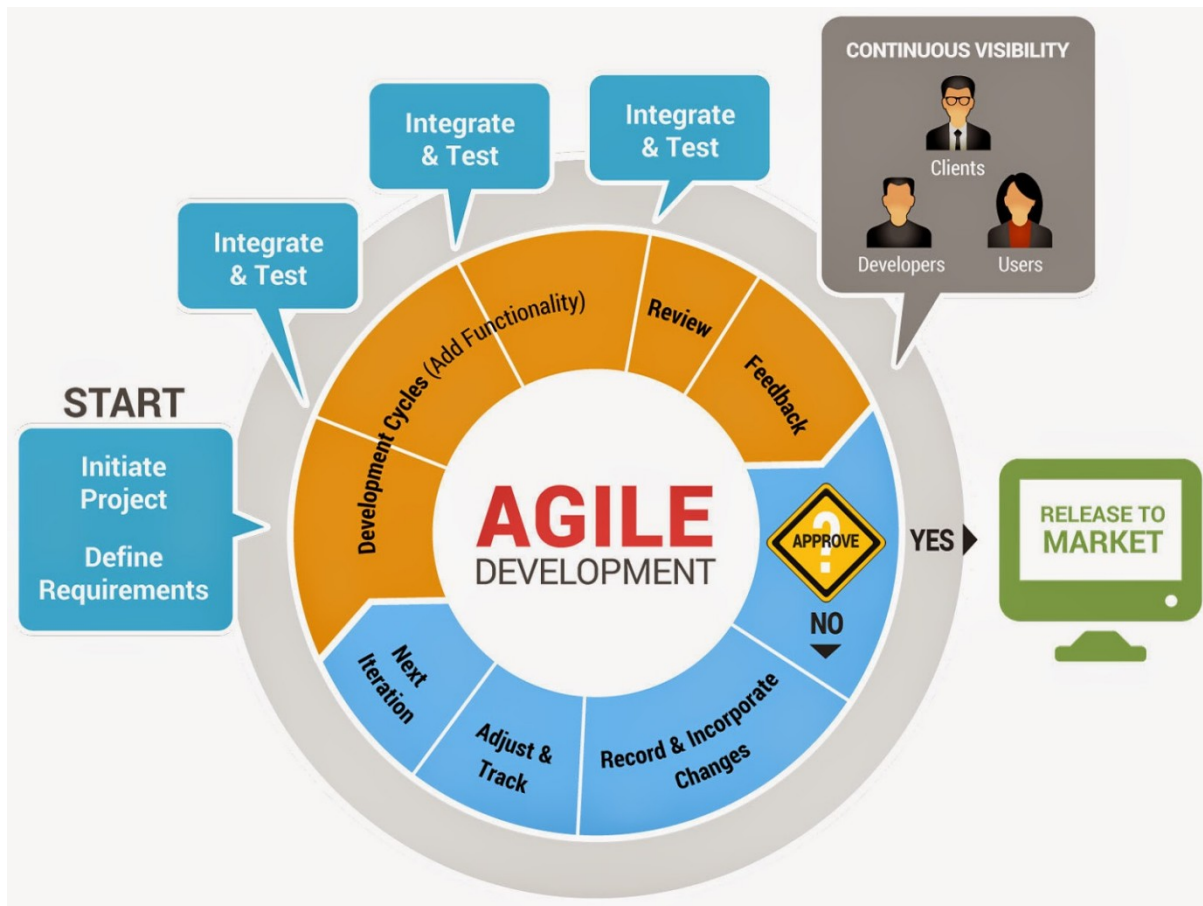 START
Initiate
Project
Define
Requirements
Integrate
& Test
Integrate
& Test
Integrate
& Test
CONTINUOUS VISIBILITY
Clients
Developers
Users
Development Cycles (Add Functionality)
Review
Feedback
?
APPROVE
YES
NO
RELEASE TO
MARKET
Record & Incorporate
Changes
Adjust &
Track
Next
Iteration
AGILE
DEVELOPMENT